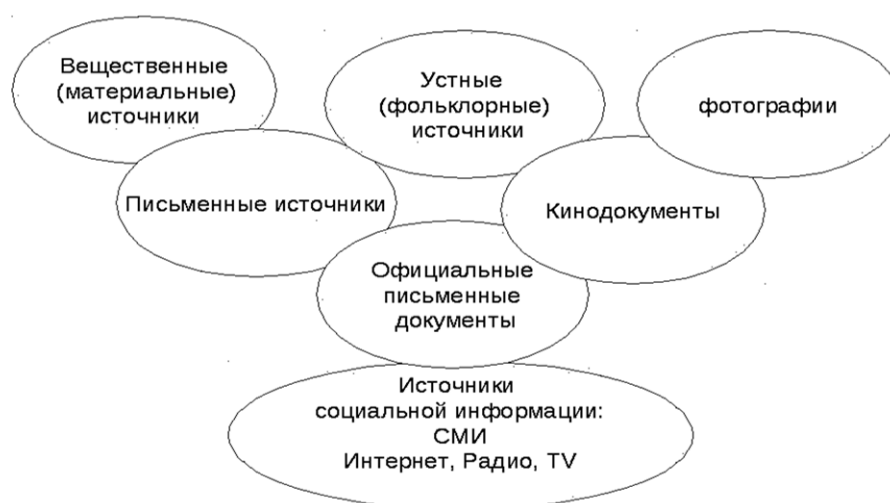 Вещественные
(материальные)
источники
Устные
(фольклорные)
источники
фотографии
Письменные источники
Кинодокументы
Официальные
письменные
документы
Источники
социальной информации:
СМИ
Интернет, Радио, TV